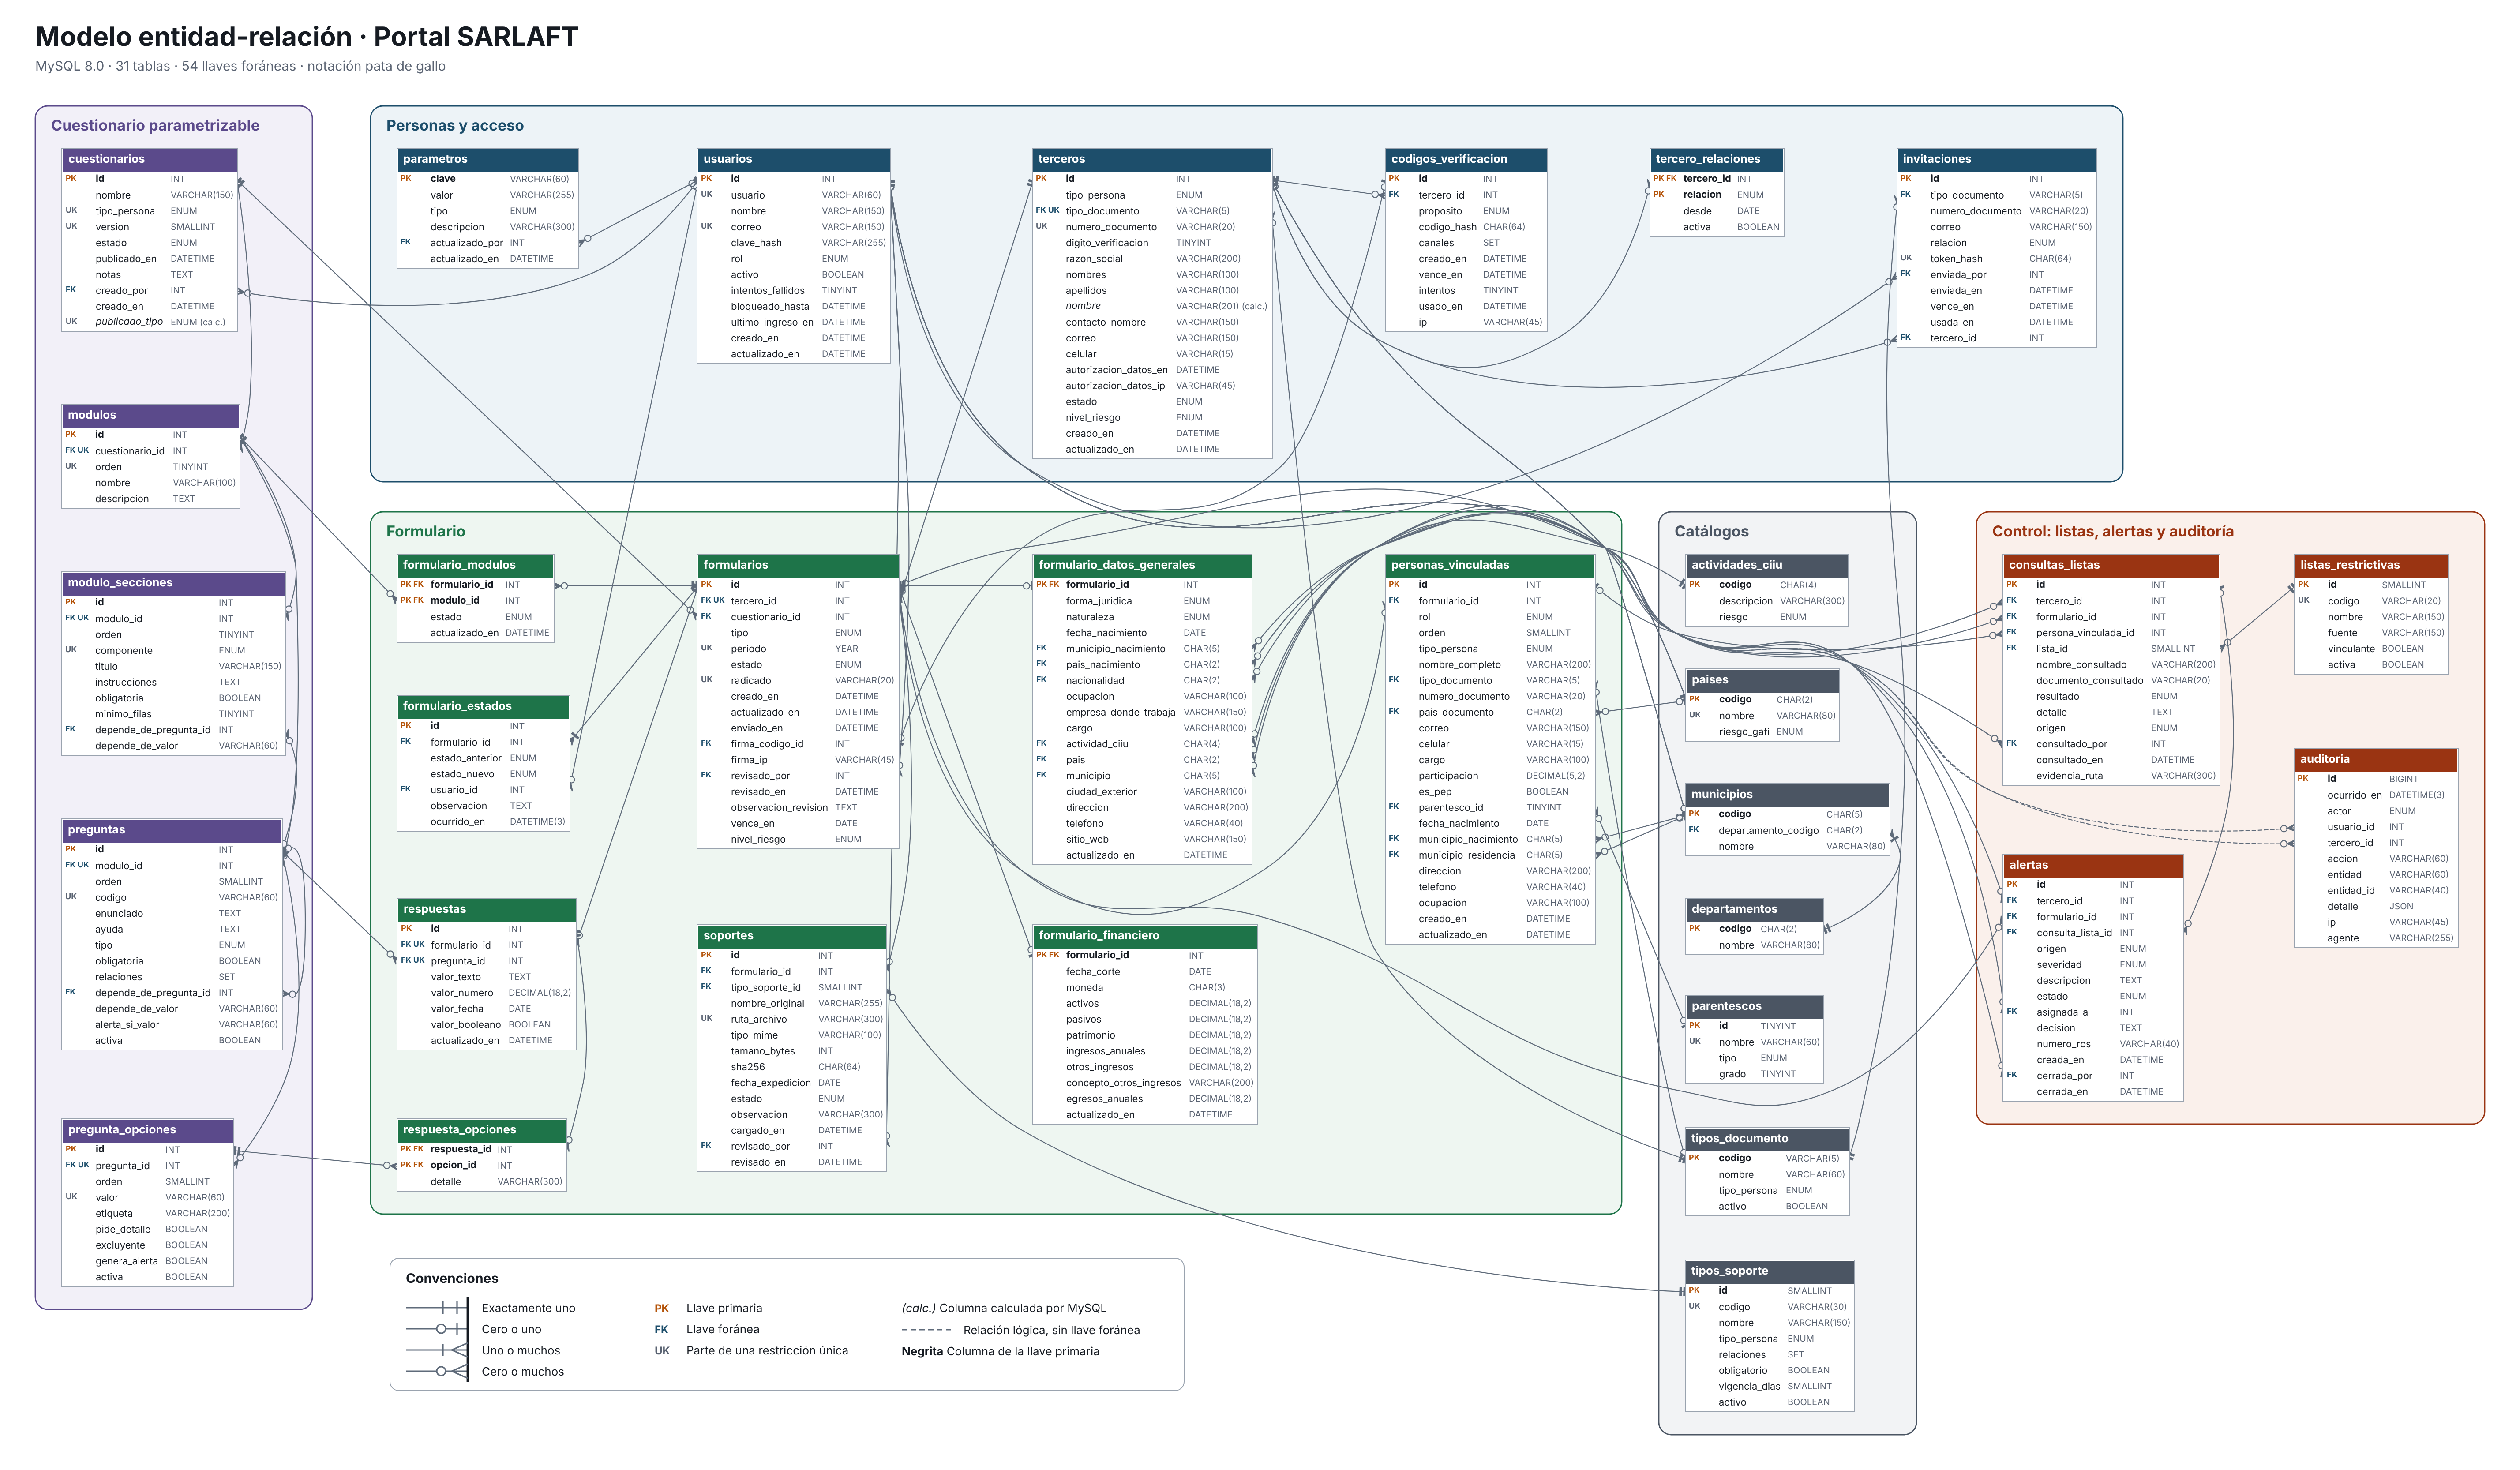 Modelo entidad-relación · Portal SARLAFT
MySQL 8.0 · 31 tablas · 54 llaves foráneas · notación pata de gallo
Cuestionario parametrizable
cuestionarios
PK id INT
nombre VARCHAR(150)
UK tipo_persona ENUM
UK version SMALLINT
estado ENUM
publicado_en DATETIME
notas TEXT
FK creado_por INT
creado_en DATETIME
UK publicado_tipo ENUM (calc.)
modulos
PK id INT
FK UK cuestionario_id INT
UK orden TINYINT
nombre VARCHAR(100)
descripcion TEXT
modulo_secciones
PK id INT
FK UK modulo_id INT
orden TINYINT
UK componente ENUM
titulo VARCHAR(150)
instrucciones TEXT
obligatoria BOOLEAN
minimo_filas TINYINT
FK depende_de_pregunta_id INT
depende_de_valor VARCHAR(60)
preguntas
PK id INT
FK UK modulo_id INT
orden SMALLINT
UK codigo VARCHAR(60)
enunciado TEXT
ayuda TEXT
tipo ENUM
obligatoria BOOLEAN
relaciones SET
FK depende_de_pregunta_id INT
depende_de_valor VARCHAR(60)
alerta_si_valor VARCHAR(60)
activa BOOLEAN
pregunta_opciones
PK id INT
FK UK pregunta_id INT
orden SMALLINT
UK valor VARCHAR(60)
etiqueta VARCHAR(200)
pide_detalle BOOLEAN
excluyente BOOLEAN
genera_alerta BOOLEAN
activa BOOLEAN
Personas y acceso
parametros
PK clave VARCHAR(60)
valor VARCHAR(255)
tipo ENUM
descripcion VARCHAR(300)
FK actualizado_por INT
actualizado_en DATETIME
usuarios
PK id INT
UK usuario VARCHAR(60)
nombre VARCHAR(150)
UK correo VARCHAR(150)
clave_hash VARCHAR(255)
rol ENUM
activo BOOLEAN
intentos_fallidos TINYINT
bloqueado_hasta DATETIME
ultimo_ingreso_en DATETIME
creado_en DATETIME
actualizado_en DATETIME
terceros
PK id INT
tipo_persona ENUM
FK UK tipo_documento VARCHAR(5)
UK numero_documento VARCHAR(20)
digito_verificacion TINYINT
razon_social VARCHAR(200)
nombres VARCHAR(100)
apellidos VARCHAR(100)
nombre VARCHAR(201) (calc.)
contacto_nombre VARCHAR(150)
correo VARCHAR(150)
celular VARCHAR(15)
autorizacion_datos_en DATETIME
autorizacion_datos_ip VARCHAR(45)
estado ENUM
nivel_riesgo ENUM
creado_en DATETIME
actualizado_en DATETIME
codigos_verificacion
PK id INT
FK tercero_id INT
proposito ENUM
codigo_hash CHAR(64)
canales SET
creado_en DATETIME
vence_en DATETIME
intentos TINYINT
usado_en DATETIME
ip VARCHAR(45)
tercero_relaciones
PK FK tercero_id INT
PK relacion ENUM
desde DATE
activa BOOLEAN
invitaciones
PK id INT
FK tipo_documento VARCHAR(5)
numero_documento VARCHAR(20)
correo VARCHAR(150)
relacion ENUM
UK token_hash CHAR(64)
FK enviada_por INT
enviada_en DATETIME
vence_en DATETIME
usada_en DATETIME
FK tercero_id INT
Formulario
formulario_modulos
PK FK formulario_id INT
PK FK modulo_id INT
estado ENUM
actualizado_en DATETIME
formulario_estados
PK id INT
FK formulario_id INT
estado_anterior ENUM
estado_nuevo ENUM
FK usuario_id INT
observacion TEXT
ocurrido_en DATETIME(3)
respuestas
PK id INT
FK UK formulario_id INT
FK UK pregunta_id INT
valor_texto TEXT
valor_numero DECIMAL(18,2)
valor_fecha DATE
valor_booleano BOOLEAN
actualizado_en DATETIME
respuesta_opciones
PK FK respuesta_id INT
PK FK opcion_id INT
detalle VARCHAR(300)
formularios
PK id INT
FK UK tercero_id INT
FK cuestionario_id INT
tipo ENUM
UK periodo YEAR
estado ENUM
UK radicado VARCHAR(20)
creado_en DATETIME
actualizado_en DATETIME
enviado_en DATETIME
FK firma_codigo_id INT
firma_ip VARCHAR(45)
FK revisado_por INT
revisado_en DATETIME
observacion_revision TEXT
vence_en DATE
nivel_riesgo ENUM
soportes
PK id INT
FK formulario_id INT
FK tipo_soporte_id SMALLINT
nombre_original VARCHAR(255)
UK ruta_archivo VARCHAR(300)
tipo_mime VARCHAR(100)
tamano_bytes INT
sha256 CHAR(64)
fecha_expedicion DATE
estado ENUM
observacion VARCHAR(300)
cargado_en DATETIME
FK revisado_por INT
revisado_en DATETIME
formulario_datos_generales
PK FK formulario_id INT
forma_juridica ENUM
naturaleza ENUM
fecha_nacimiento DATE
FK municipio_nacimiento CHAR(5)
FK pais_nacimiento CHAR(2)
FK nacionalidad CHAR(2)
ocupacion VARCHAR(100)
empresa_donde_trabaja VARCHAR(150)
cargo VARCHAR(100)
FK actividad_ciiu CHAR(4)
FK pais CHAR(2)
FK municipio CHAR(5)
ciudad_exterior VARCHAR(100)
direccion VARCHAR(200)
telefono VARCHAR(40)
sitio_web VARCHAR(150)
actualizado_en DATETIME
formulario_financiero
PK FK formulario_id INT
fecha_corte DATE
moneda CHAR(3)
activos DECIMAL(18,2)
pasivos DECIMAL(18,2)
patrimonio DECIMAL(18,2)
ingresos_anuales DECIMAL(18,2)
otros_ingresos DECIMAL(18,2)
concepto_otros_ingresos VARCHAR(200)
egresos_anuales DECIMAL(18,2)
actualizado_en DATETIME
personas_vinculadas
PK id INT
FK formulario_id INT
rol ENUM
orden SMALLINT
tipo_persona ENUM
nombre_completo VARCHAR(200)
FK tipo_documento VARCHAR(5)
numero_documento VARCHAR(20)
FK pais_documento CHAR(2)
correo VARCHAR(150)
celular VARCHAR(15)
cargo VARCHAR(100)
participacion DECIMAL(5,2)
es_pep BOOLEAN
FK parentesco_id TINYINT
fecha_nacimiento DATE
FK municipio_nacimiento CHAR(5)
FK municipio_residencia CHAR(5)
direccion VARCHAR(200)
telefono VARCHAR(40)
ocupacion VARCHAR(100)
creado_en DATETIME
actualizado_en DATETIME
Catálogos
actividades_ciiu
PK codigo CHAR(4)
descripcion VARCHAR(300)
riesgo ENUM
paises
PK codigo CHAR(2)
UK nombre VARCHAR(80)
riesgo_gafi ENUM
municipios
PK codigo CHAR(5)
FK departamento_codigo CHAR(2)
nombre VARCHAR(80)
departamentos
PK codigo CHAR(2)
nombre VARCHAR(80)
parentescos
PK id TINYINT
UK nombre VARCHAR(60)
tipo ENUM
grado TINYINT
tipos_documento
PK codigo VARCHAR(5)
nombre VARCHAR(60)
tipo_persona ENUM
activo BOOLEAN
tipos_soporte
PK id SMALLINT
UK codigo VARCHAR(30)
nombre VARCHAR(150)
tipo_persona ENUM
relaciones SET
obligatorio BOOLEAN
vigencia_dias SMALLINT
activo BOOLEAN
Control: listas, alertas y auditoría
consultas_listas
PK id INT
FK tercero_id INT
FK formulario_id INT
FK persona_vinculada_id INT
FK lista_id SMALLINT
nombre_consultado VARCHAR(200)
documento_consultado VARCHAR(20)
resultado ENUM
detalle TEXT
origen ENUM
FK consultado_por INT
consultado_en DATETIME
evidencia_ruta VARCHAR(300)
alertas
PK id INT
FK tercero_id INT
FK formulario_id INT
FK consulta_lista_id INT
origen ENUM
severidad ENUM
descripcion TEXT
estado ENUM
FK asignada_a INT
decision TEXT
numero_ros VARCHAR(40)
creada_en DATETIME
FK cerrada_por INT
cerrada_en DATETIME
listas_restrictivas
PK id SMALLINT
UK codigo VARCHAR(20)
nombre VARCHAR(150)
fuente VARCHAR(150)
vinculante BOOLEAN
activa BOOLEAN
auditoria
PK id BIGINT
ocurrido_en DATETIME(3)
actor ENUM
usuario_id INT
tercero_id INT
accion VARCHAR(60)
entidad VARCHAR(60)
entidad_id VARCHAR(40)
detalle JSON
ip VARCHAR(45)
agente VARCHAR(255)
Convenciones
Exactamente uno
Cero o uno
Uno o muchos
Cero o muchos
PK Llave primaria
FK Llave foránea
UK Parte de una restricción única
(calc.) Columna calculada por MySQL
Relación lógica, sin llave foránea
Negrita Columna de la llave primaria